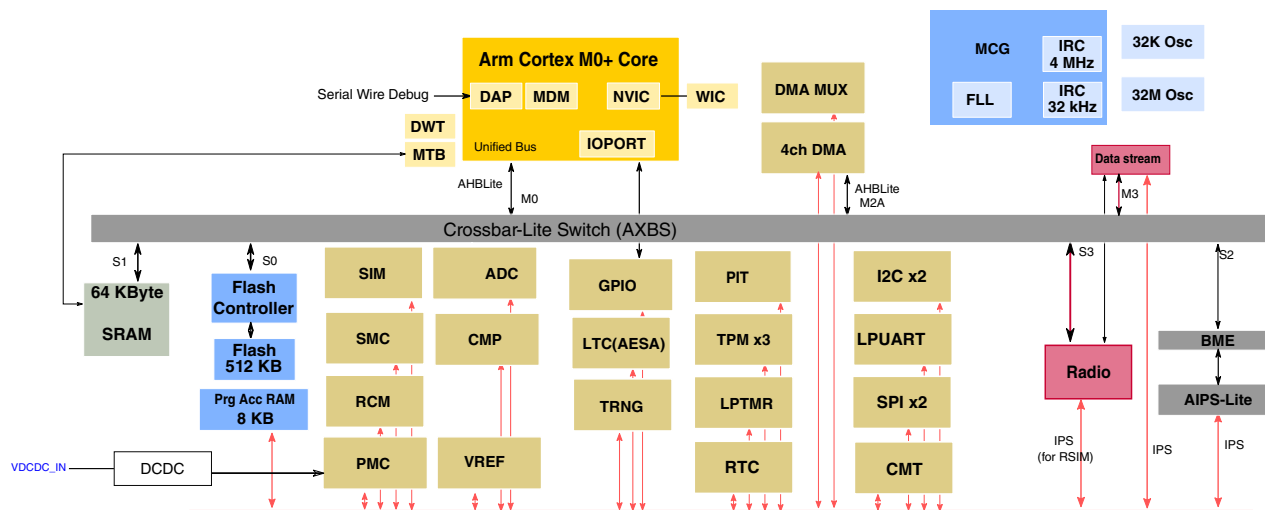 Arm Cortex M0+ Core
Serial Wire Debug
DAP
MDM
NVIC
WIC
DWT
MTB
Unified Bus
IOPORT
DMA MUX
4ch DMA
MCG
IRC
4 MHz
FLL
IRC
32 kHz
32K Osc
32M Osc
Data stream
AHBLite
M0
AHBLite
M2A
M3
Crossbar-Lite Switch (AXBS)
S1
S0
S3
S2
64 KByte
SRAM
Flash
Controller
Flash
512 KB
Prg Acc RAM
8 KB
SIM
SMC
RCM
PMC
ADC
CMP
VREF
GPIO
LTC(AESA)
TRNG
PIT
TPM x3
LPTMR
RTC
I2C x2
LPUART
SPI x2
CMT
Radio
BME
AIPS-Lite
IPS
(for RSIM)
IPS
IPS
VDCDC_IN
DCDC